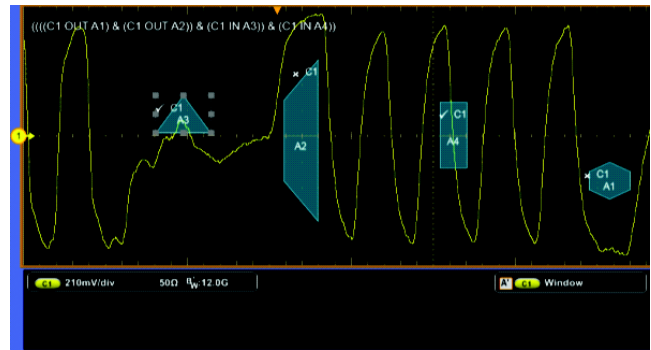 ((((C1 OUT A1) & (C1 OUT A2)) & (C1 IN A3)) & (C1 IN A4))
C1
A3
C1
A2
C1
A4
C1
A1
1
C1 210mV/div 50Ω BW:12.0G
A' C1 Window